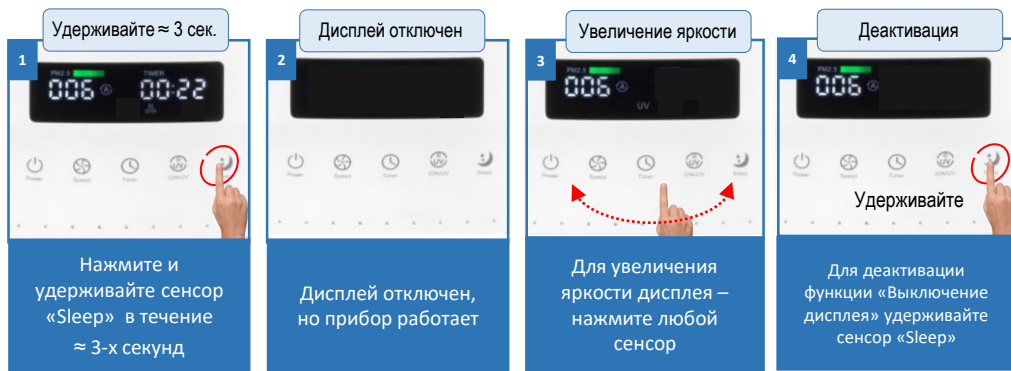 Удерживайте ≈ 3 сек.
1
PM2.5
TIMER
006
00:22
Power
Speed
Timer
ION/UV
Sleep
Нажмите и
удерживайте сенсор
«Sleep» в течение
≈ 3-х секунд
Дисплей отключен
2
Power
Speed
Timer
ION/UV
Sleep
Дисплей отключен,
но прибор работает
Увеличение яркости
3
PM2.5
006
UV
Power
Speed
Timer
ION/UV
Sleep
Для увеличения
яркости дисплея –
нажмите любой
сенсор
Деактивация
4
PM2.5
006
Power
Speed
Timer
ION/UV
Удерживайте
Для деактивации
функции «Выключение
дисплея» удерживайте
сенсор «Sleep»